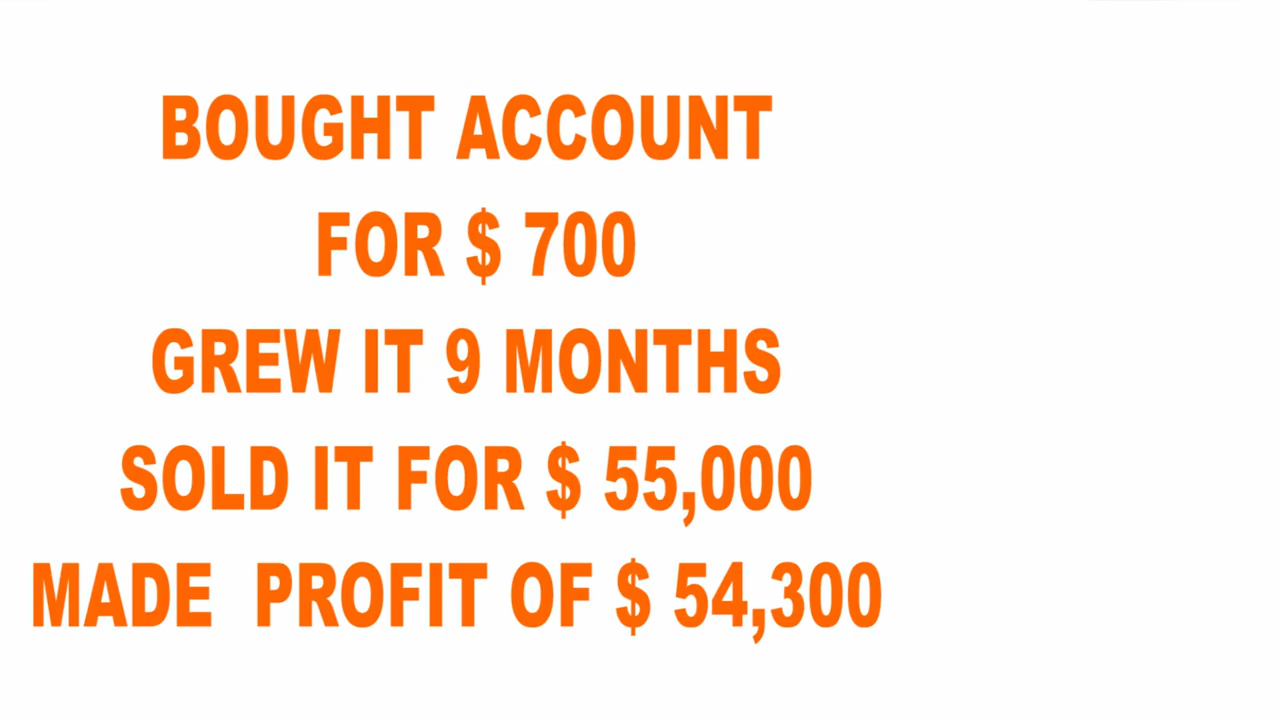 BOUGHT ACCOUNT
FOR $ 700
GREW IT 9 MONTHS
SOLD IT FOR $ 55,000
MADE PROFIT OF $ 54,300